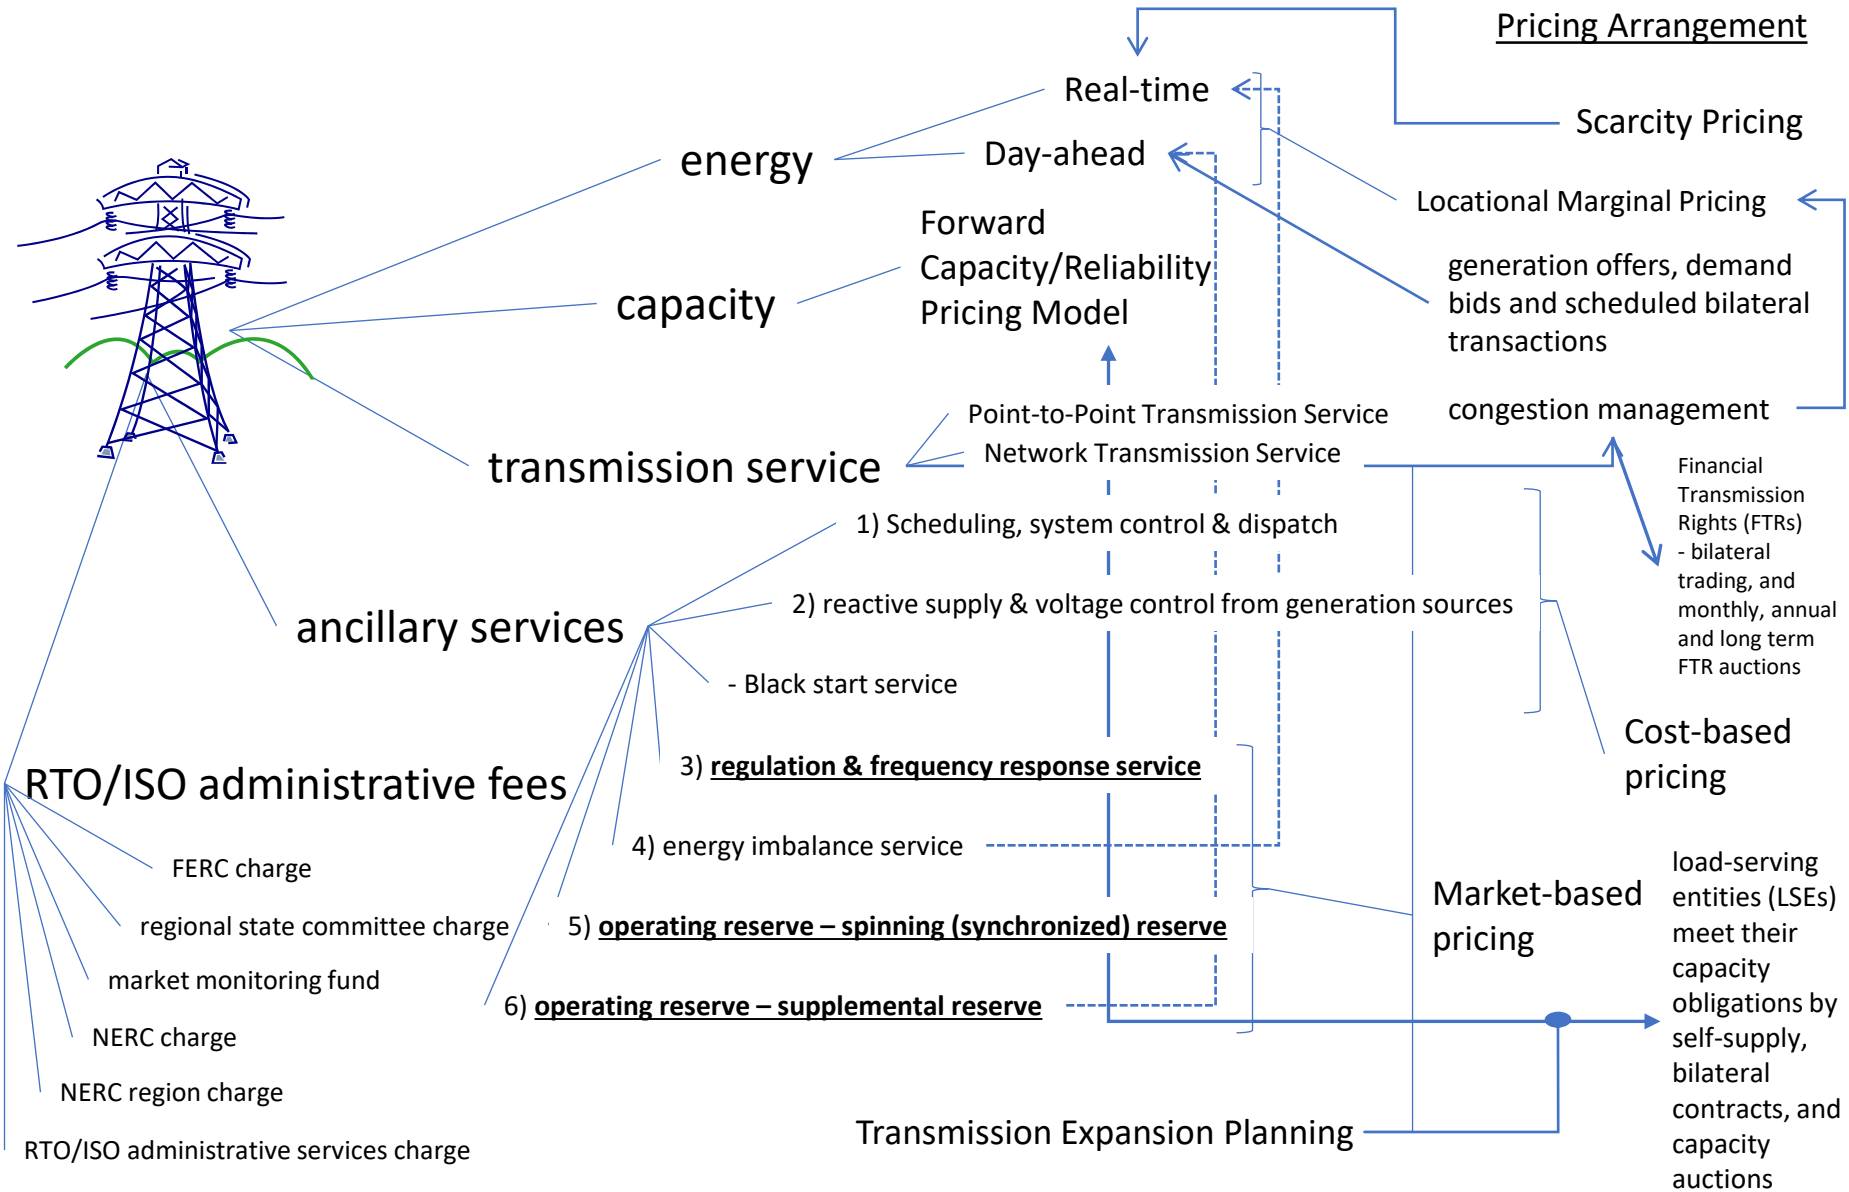 Pricing Arrangement
Real-time
Scarcity Pricing
energy
Day-ahead
Locational Marginal Pricing
Forward
Capacity/Reliability
Pricing Model
generation offers, demand
bids and scheduled bilateral
transactions
capacity
Point-to-Point Transmission Service
congestion management
Network Transmission Service
transmission service
Financial
Transmission
Rights (FTRs)
- bilateral
trading, and
monthly, annual
and long term
FTR auctions
1) Scheduling, system control & dispatch
2) reactive supply & voltage control from generation sources
ancillary services
- Black start service
Cost-based
pricing
3) regulation & frequency response service
RTO/ISO administrative fees
4) energy imbalance service
FERC charge
Market-based
pricing
load-serving
entities (LSEs)
meet their
capacity
obligations by
self-supply,
bilateral
contracts, and
capacity
auctions
regional state committee charge
5) operating reserve – spinning (synchronized) reserve
market monitoring fund
6) operating reserve – supplemental reserve
NERC charge
NERC region charge
Transmission Expansion Planning
RTO/ISO administrative services charge